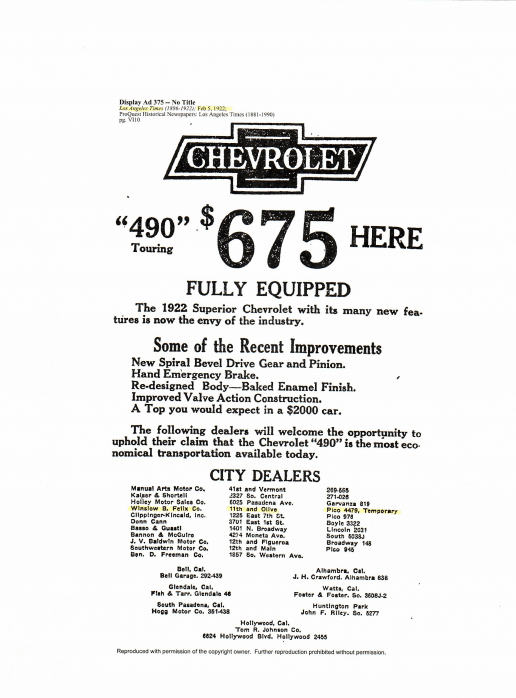 Display Ad 375 -- No Title
Los Angeles Times (1886-1922); Feb 5, 1922;
ProQuest Historical Newspapers: Los Angeles Times (1881-1990)
pg. VI10
CHEVROLET
“490” $675 HERE
Touring
FULLY EQUIPPED
The 1922 Superior Chevrolet with its many new fea-
tures is now the envy of the industry.
Some of the Recent Improvements
New Spiral Bevel Drive Gear and Pinion.
Hand Emergency Brake.
Re-designed Body—Baked Enamel Finish.
Improved Valve Action Construction.
A Top you would expect in a $2000 car.
The following dealers will welcome the opportunity to
uphold their claim that the Chevrolet “490” is the most eco-
nomical transportation available today.
CITY DEALERS
Manual Arts Motor Co. 41st and Vermont 269-565
Kaiser & Shortell 2327 So. Central 271-026
Holley Motor Sales Co. 6025 Pasadena Ave. Garvanza 819
Winslow B. Felix Co. 11th and Olive Pico 4479, Temporary
Clippinger-Kincaid, Inc. 1225 East 7th St. Pico 976
Donn Cann 3701 East 1st St. Boyle 3322
Basso & Guasti 1401 N. Broadway Lincoln 2031
Bannon & McGuire 4214 Moneta Ave. South 5038J
J. V. Baldwin Motor Co. 12th and Figueroa Broadway 148
Southwestern Motor Co. 12th and Main Pico 945
Ben. D. Freeman Co. 1857 So. Western Ave.
Bell, Cal. Alhambra, Cal.
Bell Garage. 292-439 J. H. Crawford. Alhambra 636
Glendale, Cal. Watts, Cal.
Fish & Tarr. Glendale 46 Foster & Foster. So. 3608J-2
South Pasadena, Cal. Huntington Park
Hogg Motor Co. 351-438 John F. Riley. So. 5277
Hollywood, Cal.
Tom R. Johnson Co.
6624 Hollywood Blvd. Hollywood 2455
Reproduced with permission of the copyright owner. Further reproduction prohibited without permission.